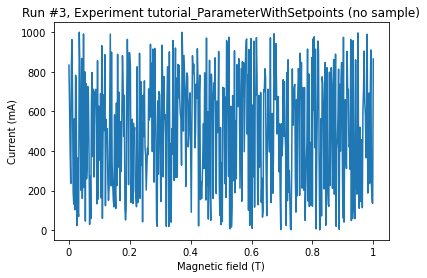 Run #3, Experiment tutorial_ParameterWithSetpoints (no sample)
1000
800
600
400
200
0
Current (mA)
0 0.2 0.4 0.6 0.8 1
Magnetic field (T)